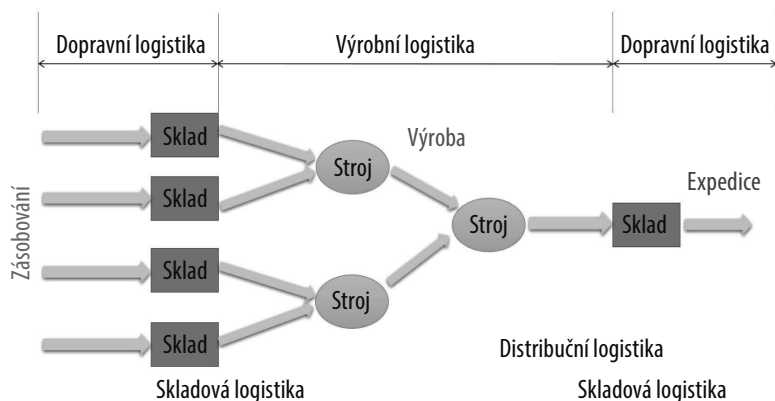 Dopravní logistika
Výrobní logistika
Dopravní logistika
Sklad
Stroj
Výroba
Sklad
Expedice
Zásobování
Stroj
Sklad
Sklad
Stroj
Sklad
Distribuční logistika
Skladová logistika
Skladová logistika